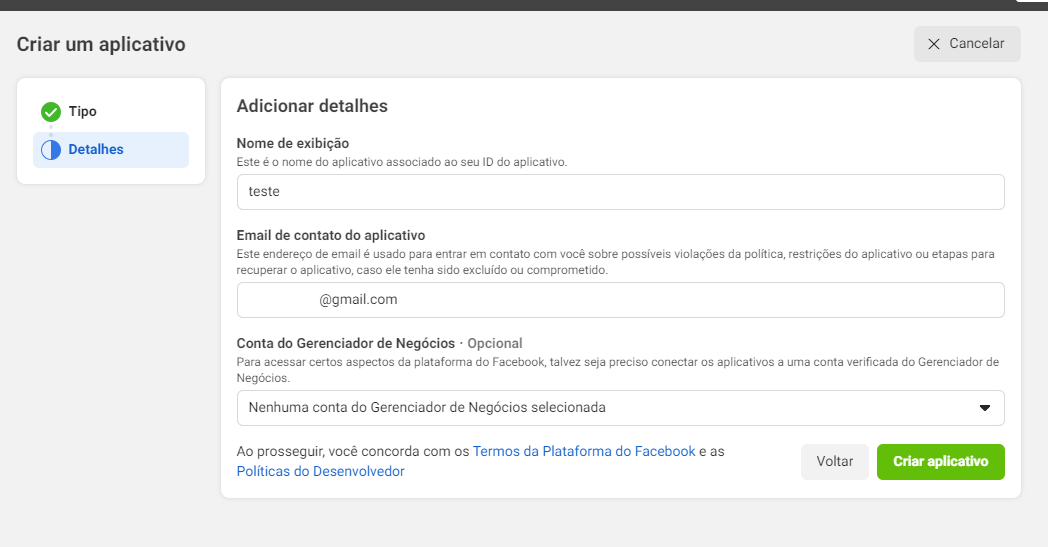 Criar um aplicativo
Cancelar
Tipo
Detalhes
Adicionar detalhes
Nome de exibição
Este é o nome do aplicativo associado ao seu ID do aplicativo.
teste
Email de contato do aplicativo
Este endereço de email é usado para entrar em contato com você sobre possíveis violações da política, restrições do aplicativo ou etapas para
recuperar o aplicativo, caso ele tenha sido excluído ou comprometido.
@gmail.com
Conta do Gerenciador de Negócios · Opcional
Para acessar certos aspectos da plataforma do Facebook, talvez seja preciso conectar os aplicativos a uma conta verificada do Gerenciador de
Negócios.
Nenhuma conta do Gerenciador de Negócios selecionada
Ao prosseguir, você concorda com os Termos da Plataforma do Facebook e as
Políticas do Desenvolvedor
Voltar
Criar aplicativo